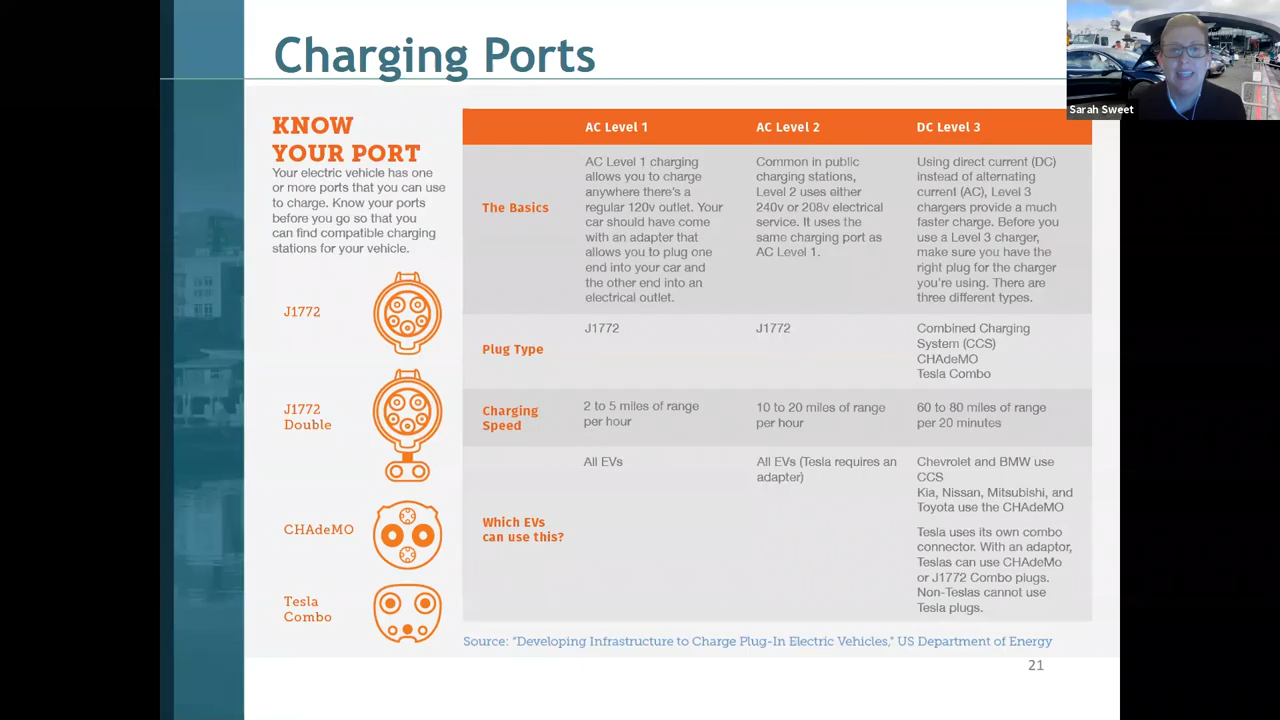 Charging Ports
Sarah Sweet
KNOW
YOUR PORT
Your electric vehicle has one
or more ports that you can use
to charge. Know your ports
before you go so that you
can find compatible charging
stations for your vehicle.
J1772
J1772
Double
CHAdeMO
Tesla
Combo
AC Level 1
AC Level 2
DC Level 3
The Basics
AC Level 1 charging
allows you to charge
anywhere there's a
regular 120v outlet. Your
car should have come
with an adapter that
allows you to plug one
end into your car and
the other end into an
electrical outlet.
Common in public
charging stations,
Level 2 uses either
240v or 208v electrical
service. It uses the
same charging port as
AC Level 1.
Using direct current (DC)
instead of alternating
current (AC), Level 3
chargers provide a much
faster charge. Before you
use a Level 3 charger,
make sure you have the
right plug for the charger
you're using. There are
three different types.
Plug Type
J1772
J1772
Combined Charging
System (CCS)
CHAdeMO
Tesla Combo
Charging
Speed
2 to 5 miles of range
per hour
10 to 20 miles of range
per hour
60 to 80 miles of range
per 20 minutes
Which EVs
can use this?
All EVs
All EVs (Tesla requires an
adapter)
Chevrolet and BMW use
CCS
Kia, Nissan, Mitsubishi, and
Toyota use the CHAdeMO
Tesla uses its own combo
connector. With an adaptor,
Teslas can use CHAdeMo
or J1772 Combo plugs.
Non-Teslas cannot use
Tesla plugs.
Source: "Developing Infrastructure to Charge Plug-In Electric Vehicles," US Department of Energy
21